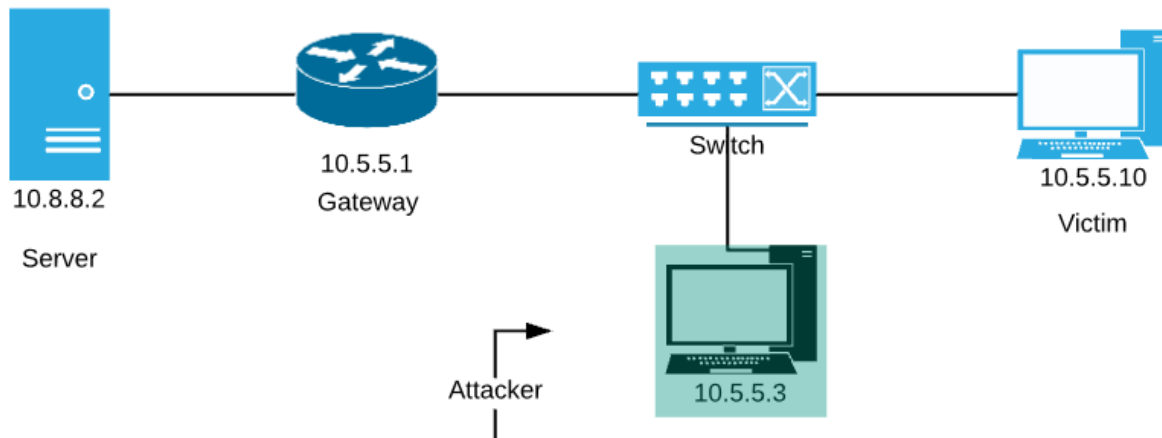 10.8.8.2
Server
10.5.5.1
Gateway
Switch
10.5.5.10
Victim
Attacker
10.5.5.3